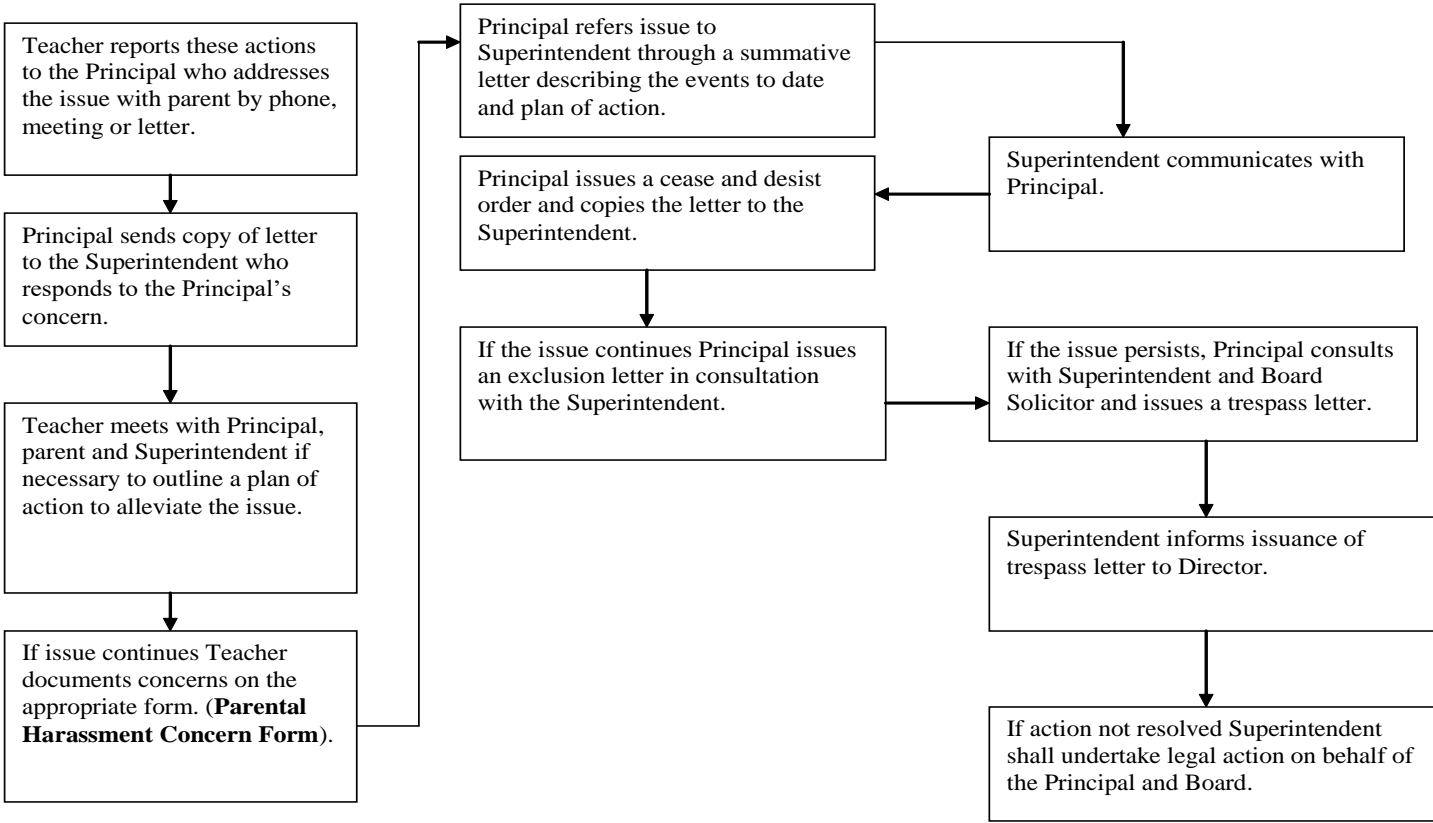 Teacher reports these actions
to the Principal who addresses
the issue with parent by phone,
meeting or letter.
Principal sends copy of letter
to the Superintendent who
responds to the Principal’s
concern.
Teacher meets with Principal,
parent and Superintendent if
necessary to outline a plan of
action to alleviate the issue.
If issue continues Teacher
documents concerns on the
appropriate form. (Parental
Harassment Concern Form).
Principal refers issue to
Superintendent through a summative
letter describing the events to date
and plan of action.
Superintendent communicates with
Principal.
Principal issues a cease and desist
order and copies the letter to the
Superintendent.
If the issue continues Principal issues
an exclusion letter in consultation
with the Superintendent.
If the issue persists, Principal consults
with Superintendent and Board
Solicitor and issues a trespass letter.
Superintendent informs issuance of
trespass letter to Director.
If action not resolved Superintendent
shall undertake legal action on behalf of
the Principal and Board.